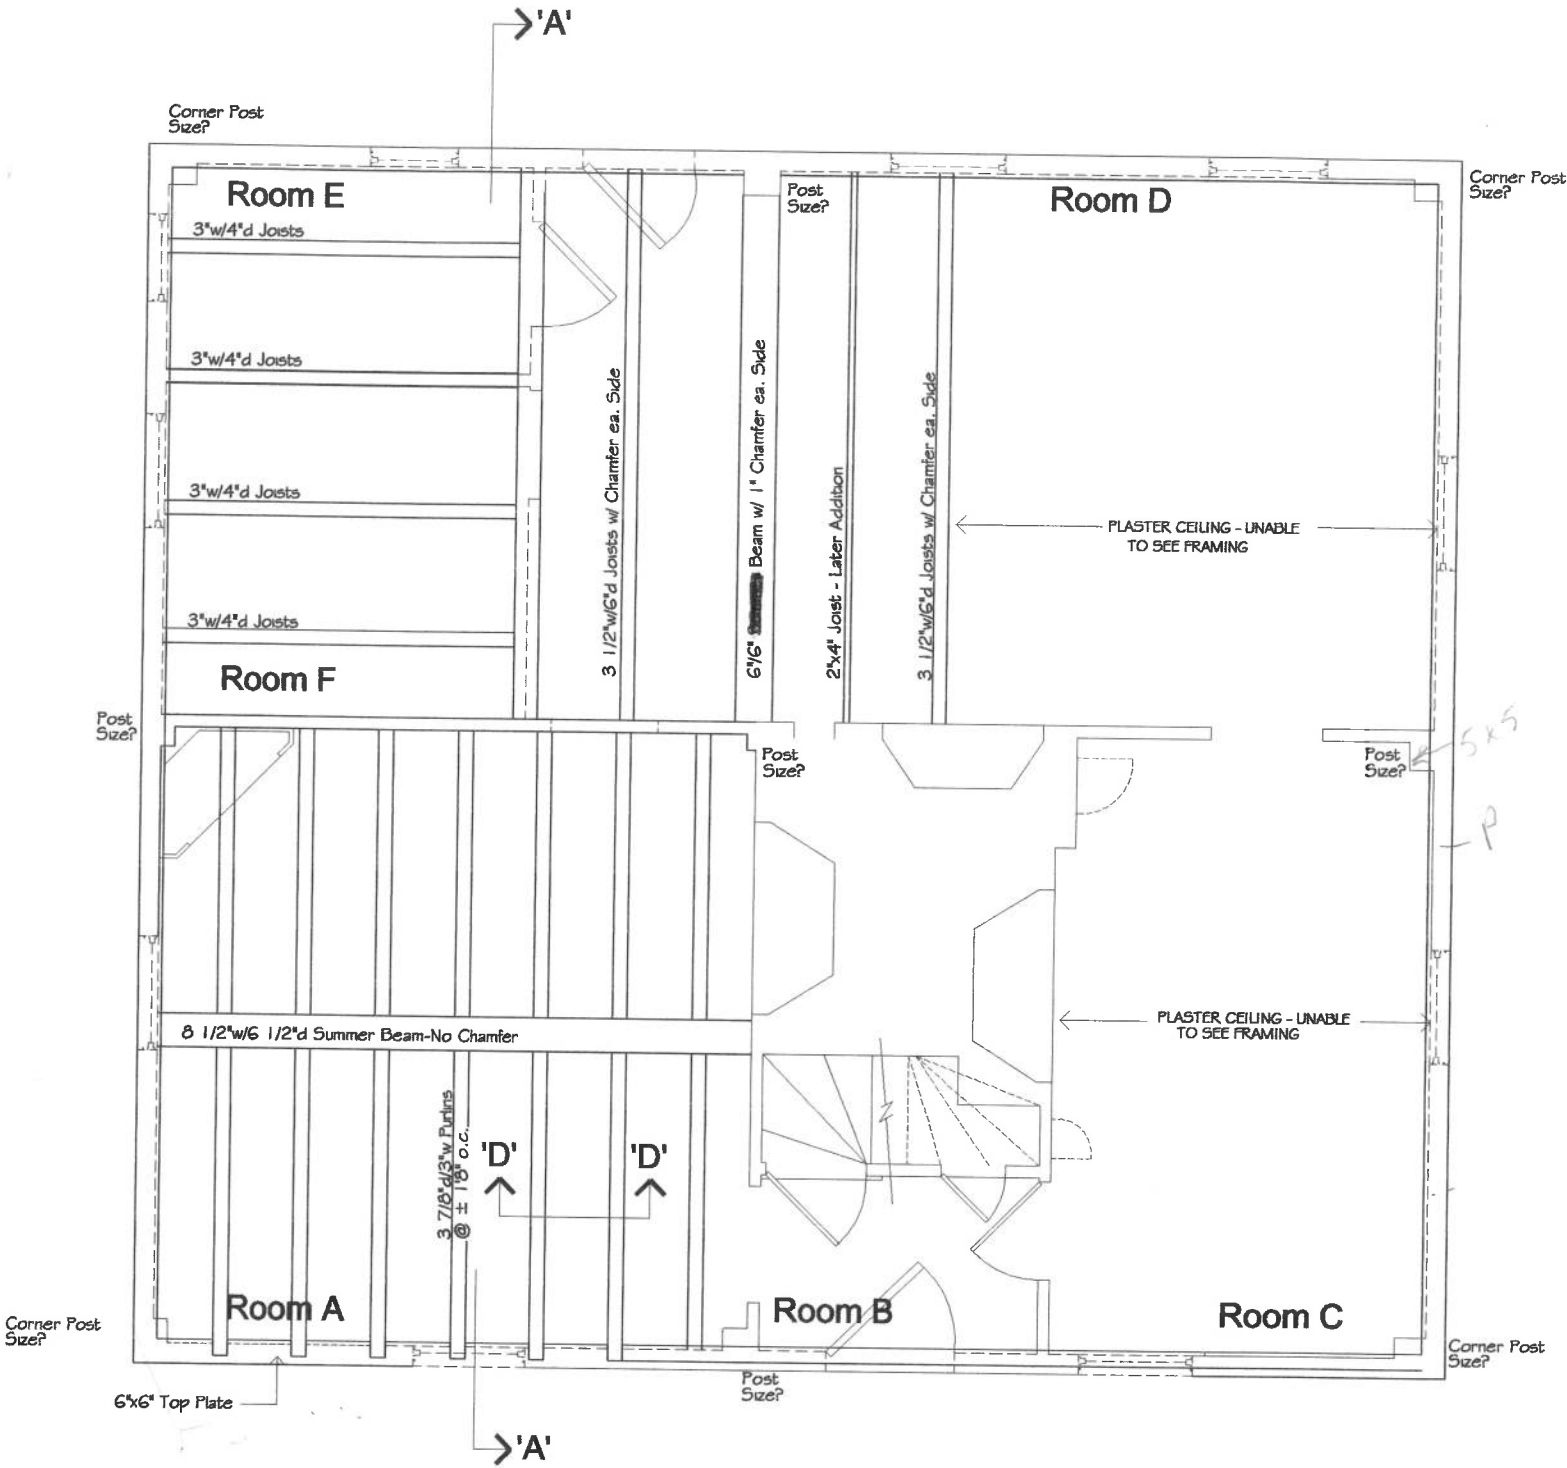 'A'
Corner Post
Size?
Corner Post
Size?
Room E
Post
Size?
Room D
3"w/4"d Joists
3"w/4"d Joists
3"w/4"d Joists
3"w/4"d Joists
3 1/2"w/6"d Joists w/ Chamfer ea. Side
6"/6" Beam w/ 1" Chamfer ea. Side
2"x4" Joist - Later Addition
3 1/2"w/6"d Joists w/ Chamfer ea. Side
PLASTER CEILING - UNABLE
TO SEE FRAMING
Room F
Post
Size?
Post
Size?
Post
Size?
5x5
P
8 1/2"w/6 1/2"d Summer Beam-No Chamfer
PLASTER CEILING - UNABLE
TO SEE FRAMING
3 7/8"d/3"w Purlins
@ ± 1'8" o.c.
'D'
'D'
Room A
Room B
Room C
Corner Post
Size?
Corner Post
Size?
6"x6" Top Plate
Post
Size?
'A'